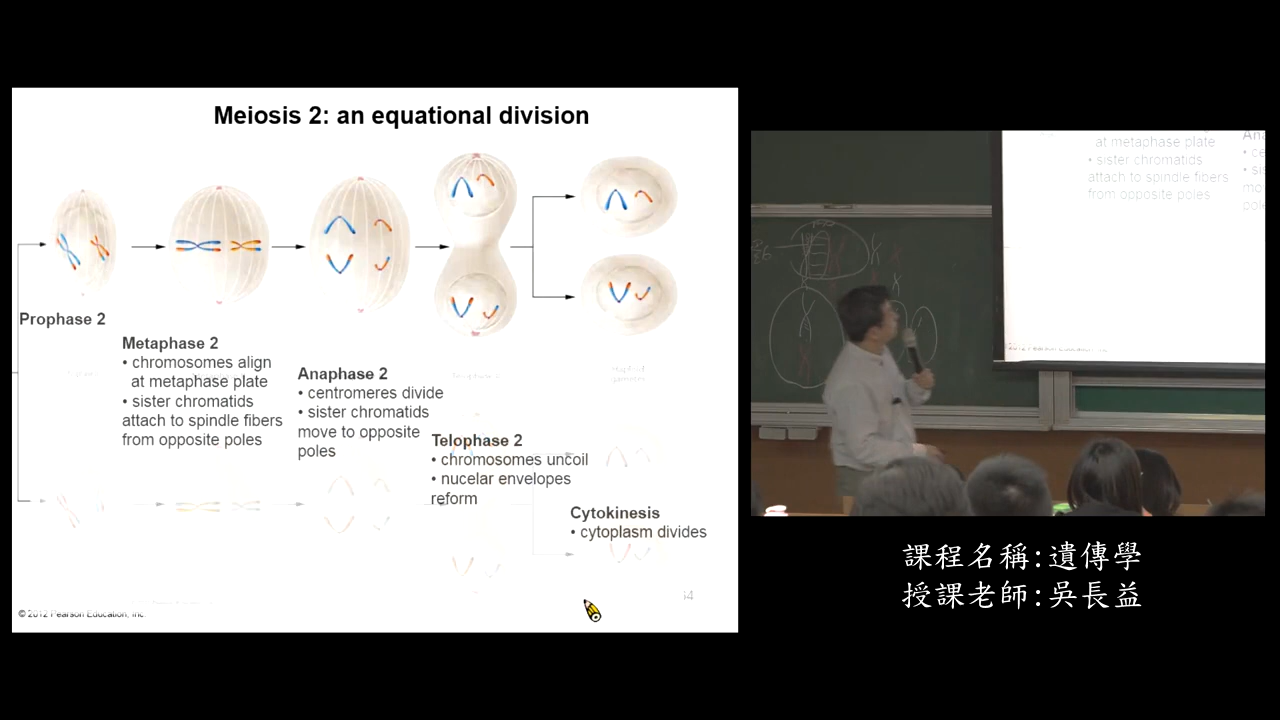 Meiosis 2: an equational division
Prophase 2
Metaphase 2
• chromosomes align
at metaphase plate
• sister chromatids
attach to spindle fibers
from opposite poles
Anaphase 2
• centromeres divide
• sister chromatids
move to opposite
poles
Telophase 2
• chromosomes uncoil
• nucelar envelopes
reform
Cytokinesis
• cytoplasm divides
14
© 2012 Pearson Education, Inc.
at metaphase plate
• sister chromatids
attach to spindle fibers
from opposite poles
課程名稱:遺傳學
授課老師:吳長益